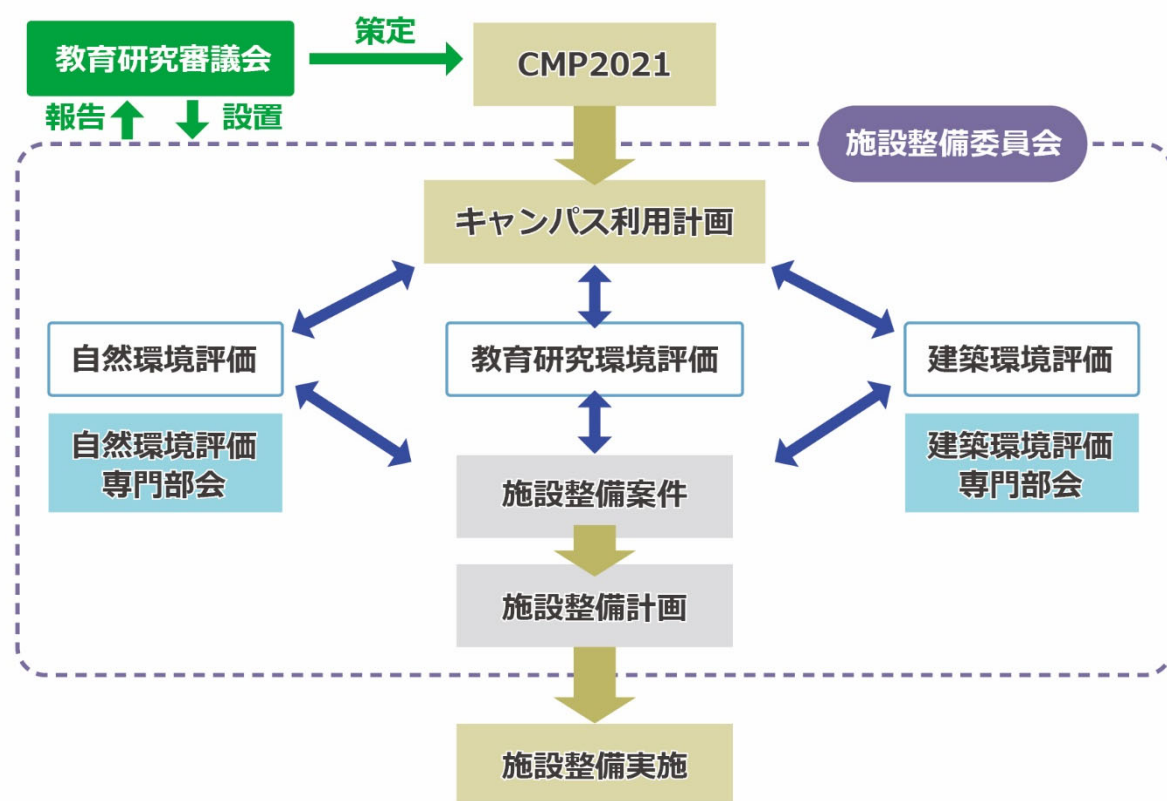 教育研究審議会
策定
CMP2021
報告
設置
施設整備委員会
キャンパス利用計画
自然環境評価
教育研究環境評価
建築環境評価
自然環境評価
専門部会
建築環境評価
専門部会
施設整備案件
施設整備計画
施設整備実施